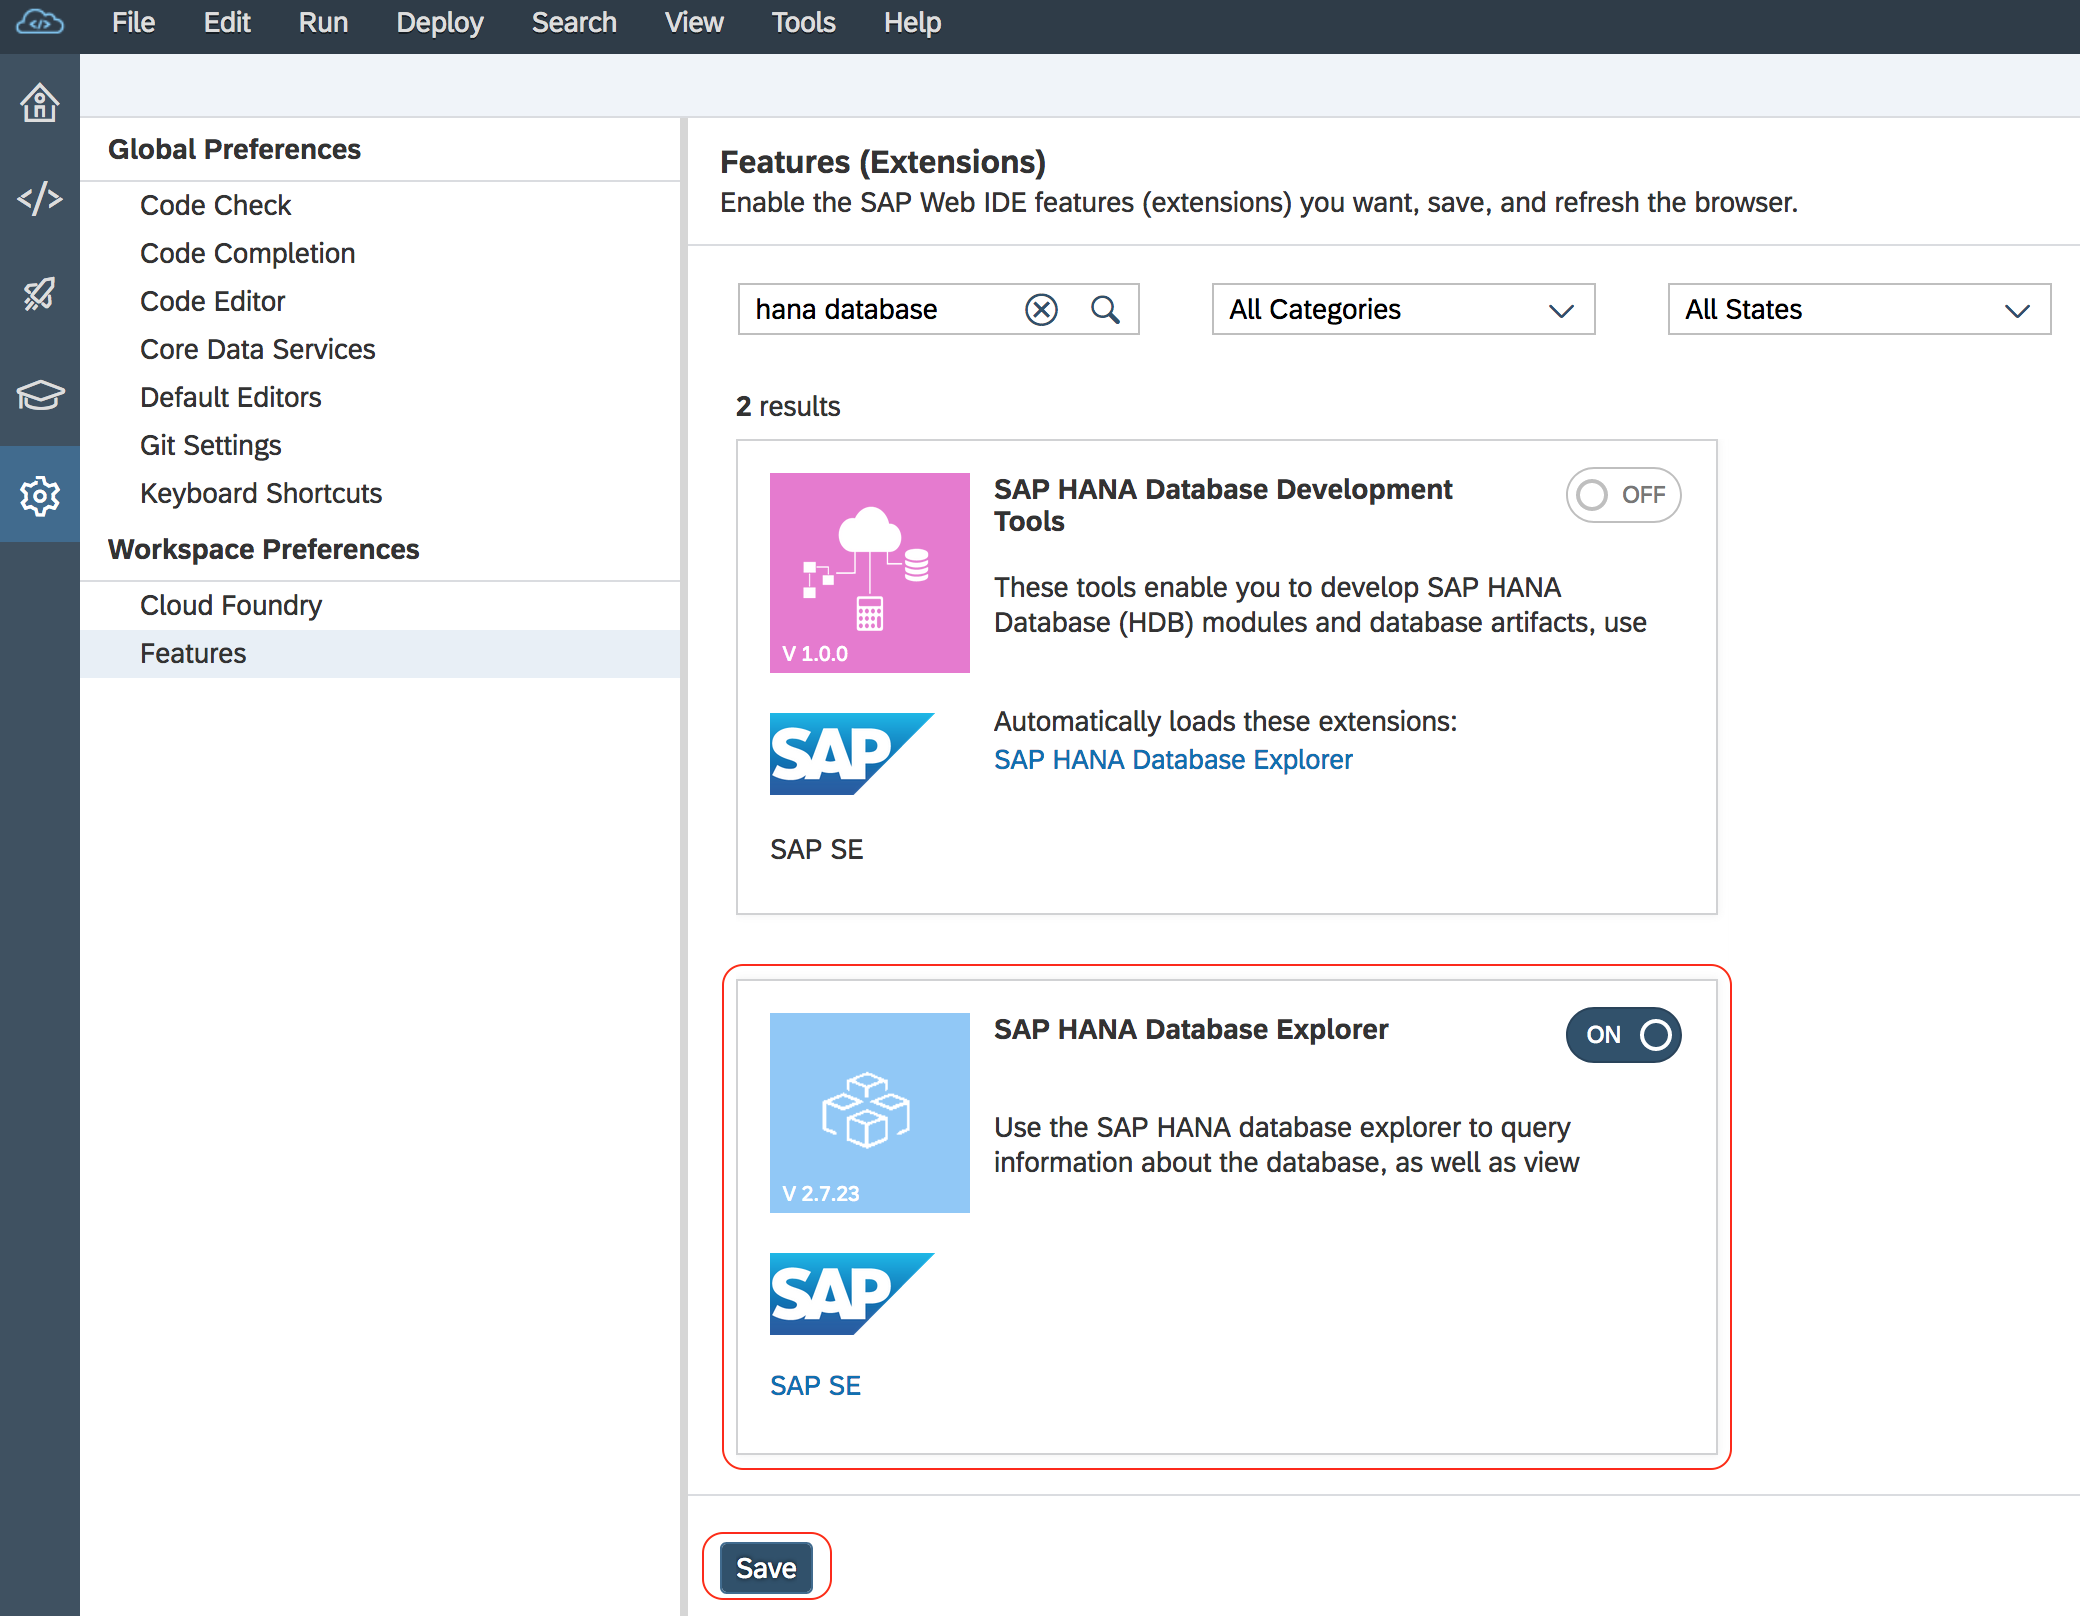 File Edit Run Deploy Search View Tools Help
Global Preferences
Code Check
Code Completion
Code Editor
Core Data Services
Default Editors
Git Settings
Keyboard Shortcuts
Workspace Preferences
Cloud Foundry
Features
Features (Extensions)
Enable the SAP Web IDE features (extensions) you want, save, and refresh the browser.
hana database
All Categories
All States
2 results
SAP HANA Database Development
Tools
OFF
These tools enable you to develop SAP HANA
Database (HDB) modules and database artifacts, use
V 1.0.0
Automatically loads these extensions:
SAP HANA Database Explorer
SAP
SAP SE
SAP HANA Database Explorer
ON
Use the SAP HANA database explorer to query
information about the database, as well as view
V 2.7.23
SAP
SAP SE
Save